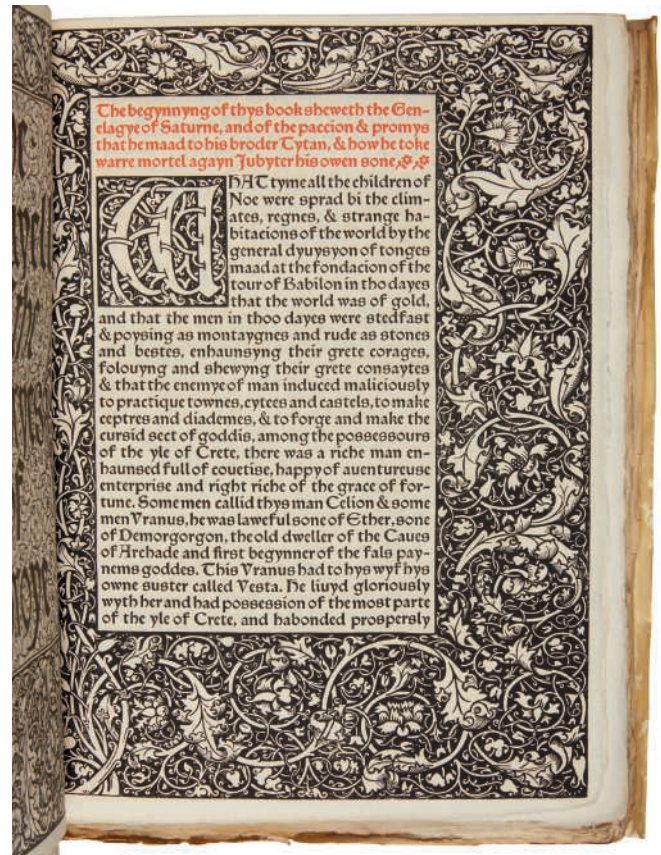 The begynnyng of thys book sheweth the Gen-
elagye of Saturne, and of the paccion & promys
that he maad to his broder Tytan, & how he toke
warre mortel agayn Jubyter his owen sone,
WHAT tyme all the children of
Noe were sprad bi the clim-
ates, regnes, & strange ha-
bitacions of the world by the
general dyuysyon of tonges
maad at the fondacion of the
tour of Babilon in tho dayes
that the world was of gold,
and that the men in thoo dayes were stedfast
& poysing as montaygnes and rude as stones
and bestes, enhaunsyng their grete corages,
folouyng and shewyng their grete consaytes
& that the enemye of man induced maliciously
to practique townes, cytees and castels, to make
ceptres and diademes, & to forge and make the
cursid sect of goddis, among the possessours
of the yle of Crete, there was a riche man en-
haunsed full of couetise, happy of auentureuse
enterprise and right riche of the grace of for-
tune. Some men callid thys man Celion & some
men Vranus, he was laweful sone of Ether, sone
of Demorgorgon, the old dweller of the Caues
of Archade and first begynner of the fals pay-
nems goddes. This Vranus had to hys wyf hys
owne suster called Vesta. He liuyd gloriously
wyth her and had possession of the most parte
of the yle of Crete, and habonded prospersly